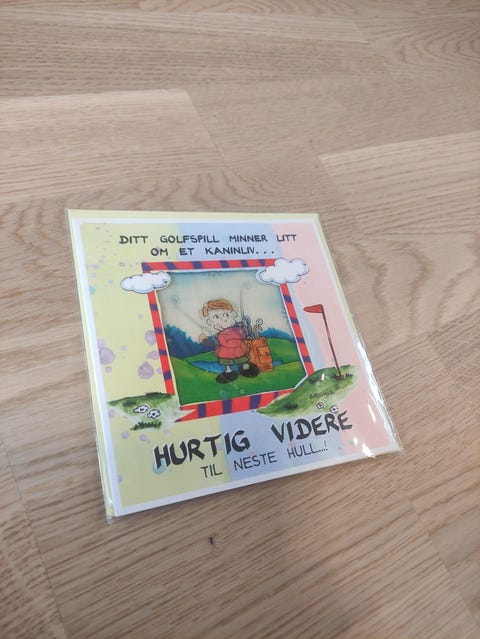 DITT GOLFSPILL MINNER LITT
OM ET KANINLIV...
HURTIG VIDERE
TIL NESTE HULL...!